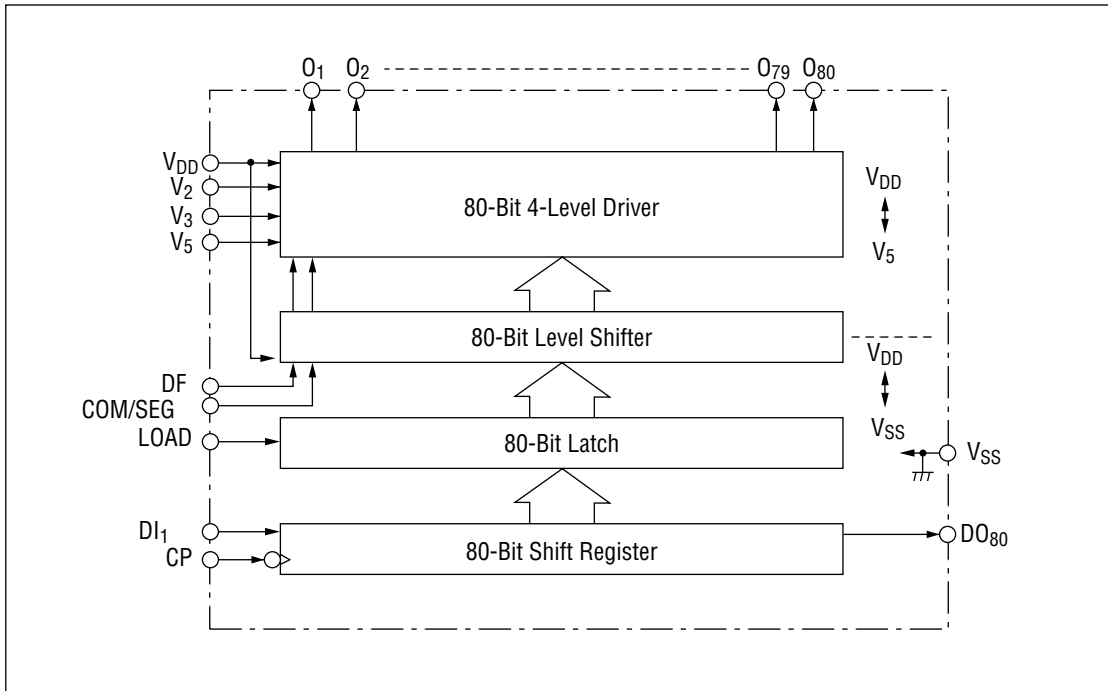 O1 O2 O79 O80
VDD
V2
V3
V5
80-Bit 4-Level Driver
VDD
V5
80-Bit Level Shifter
VDD
VSS
DF
COM/SEG
LOAD
80-Bit Latch
VSS
DI1
CP
80-Bit Shift Register
DO80